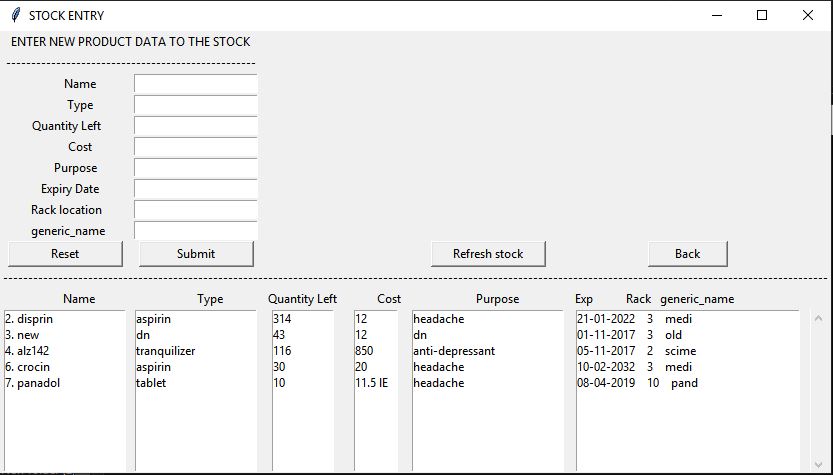 STOCK ENTRY
ENTER NEW PRODUCT DATA TO THE STOCK
Name
Type
Quantity Left
Cost
Purpose
Expiry Date
Rack location
generic_name
Reset Submit Refresh stock Back
Name Type Quantity Left Cost Purpose Exp Rack generic_name
2. disprin aspirin 314 12 headache 21-01-2022 3 medi
3. new dn 43 12 dn 01-11-2017 3 old
4. alz142 tranquilizer 116 850 anti-depressant 05-11-2017 2 scime
6. crocin aspirin 30 20 headache 10-02-2032 3 medi
7. panadol tablet 10 11.5 IE headache 08-04-2019 10 pand